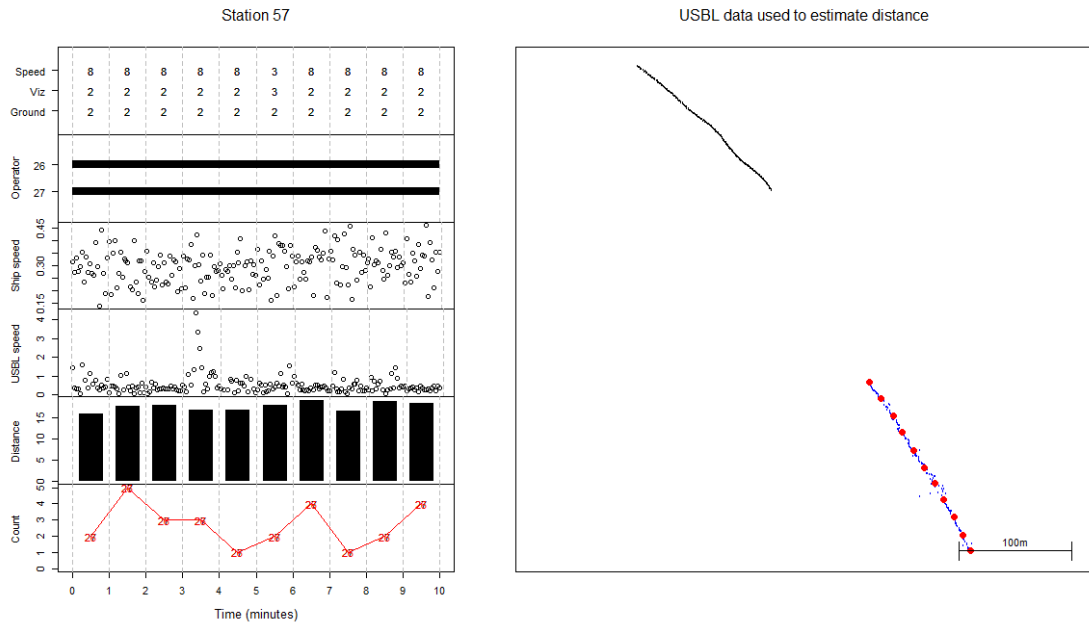 Station 57
USBL data used to estimate distance
Speed 8 8 8 8 8 3 8 8 8 8
Viz 2 2 2 2 2 3 2 2 2 2
Ground 2 2 2 2 2 2 2 2 2 2
Operator 26 27
Ship speed 0.15 0.30 0.45
USBL speed 0 1 2 3 4
Distance 0 5 10 15
Count 0 1 2 3 4 5
100m
0 1 2 3 4 5 6 7 8 9 10
Time (minutes)